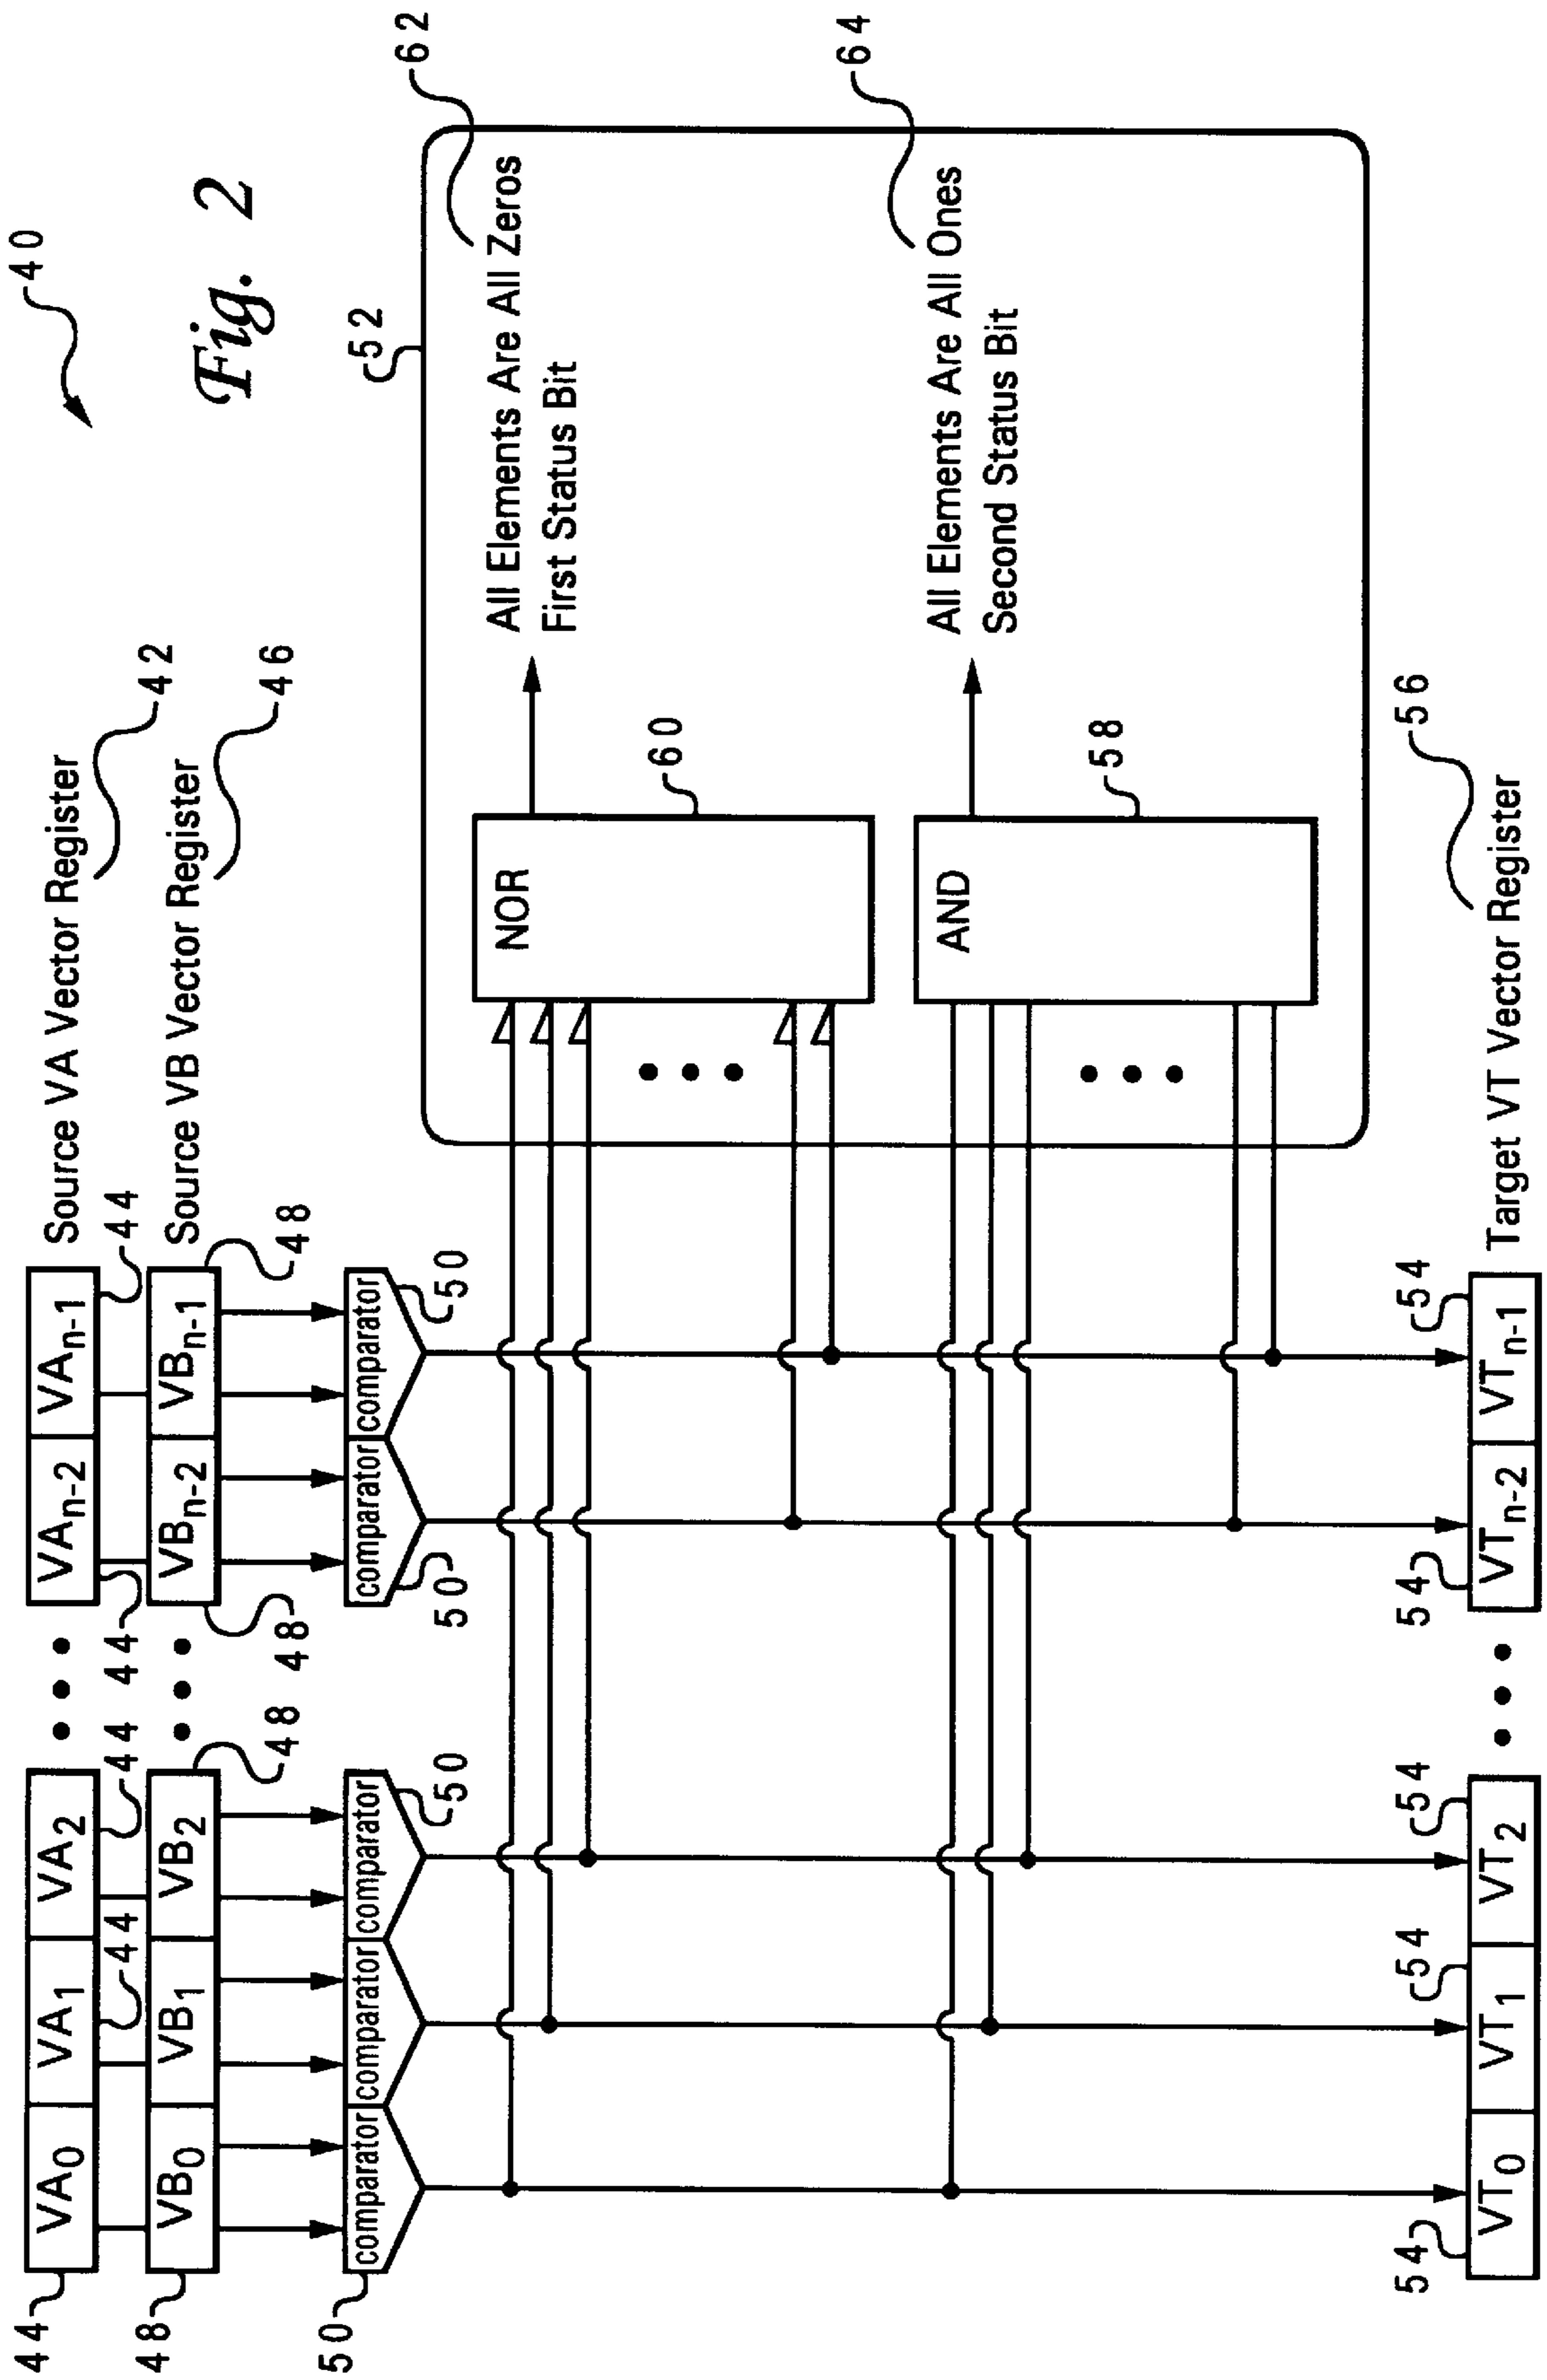 40
Fig. 2
Source VA Vector Register
42
44 VA0 VA1 44 VA2 44 44 VAn-2 VAn-1 44
Source VB Vector Register
46
48 VB0 VB1 VB2 48 48 VBn-2 VBn-1 48
50 comparator comparator comparator 50 50 comparator comparator 50
52
62
All Elements Are All Zeros
First Status Bit
NOR
60
64
All Elements Are All Ones
Second Status Bit
AND
58
56
Target VT Vector Register
54 54 54 54 54
VT0 VT1 VT2 VTn-2 VTn-1